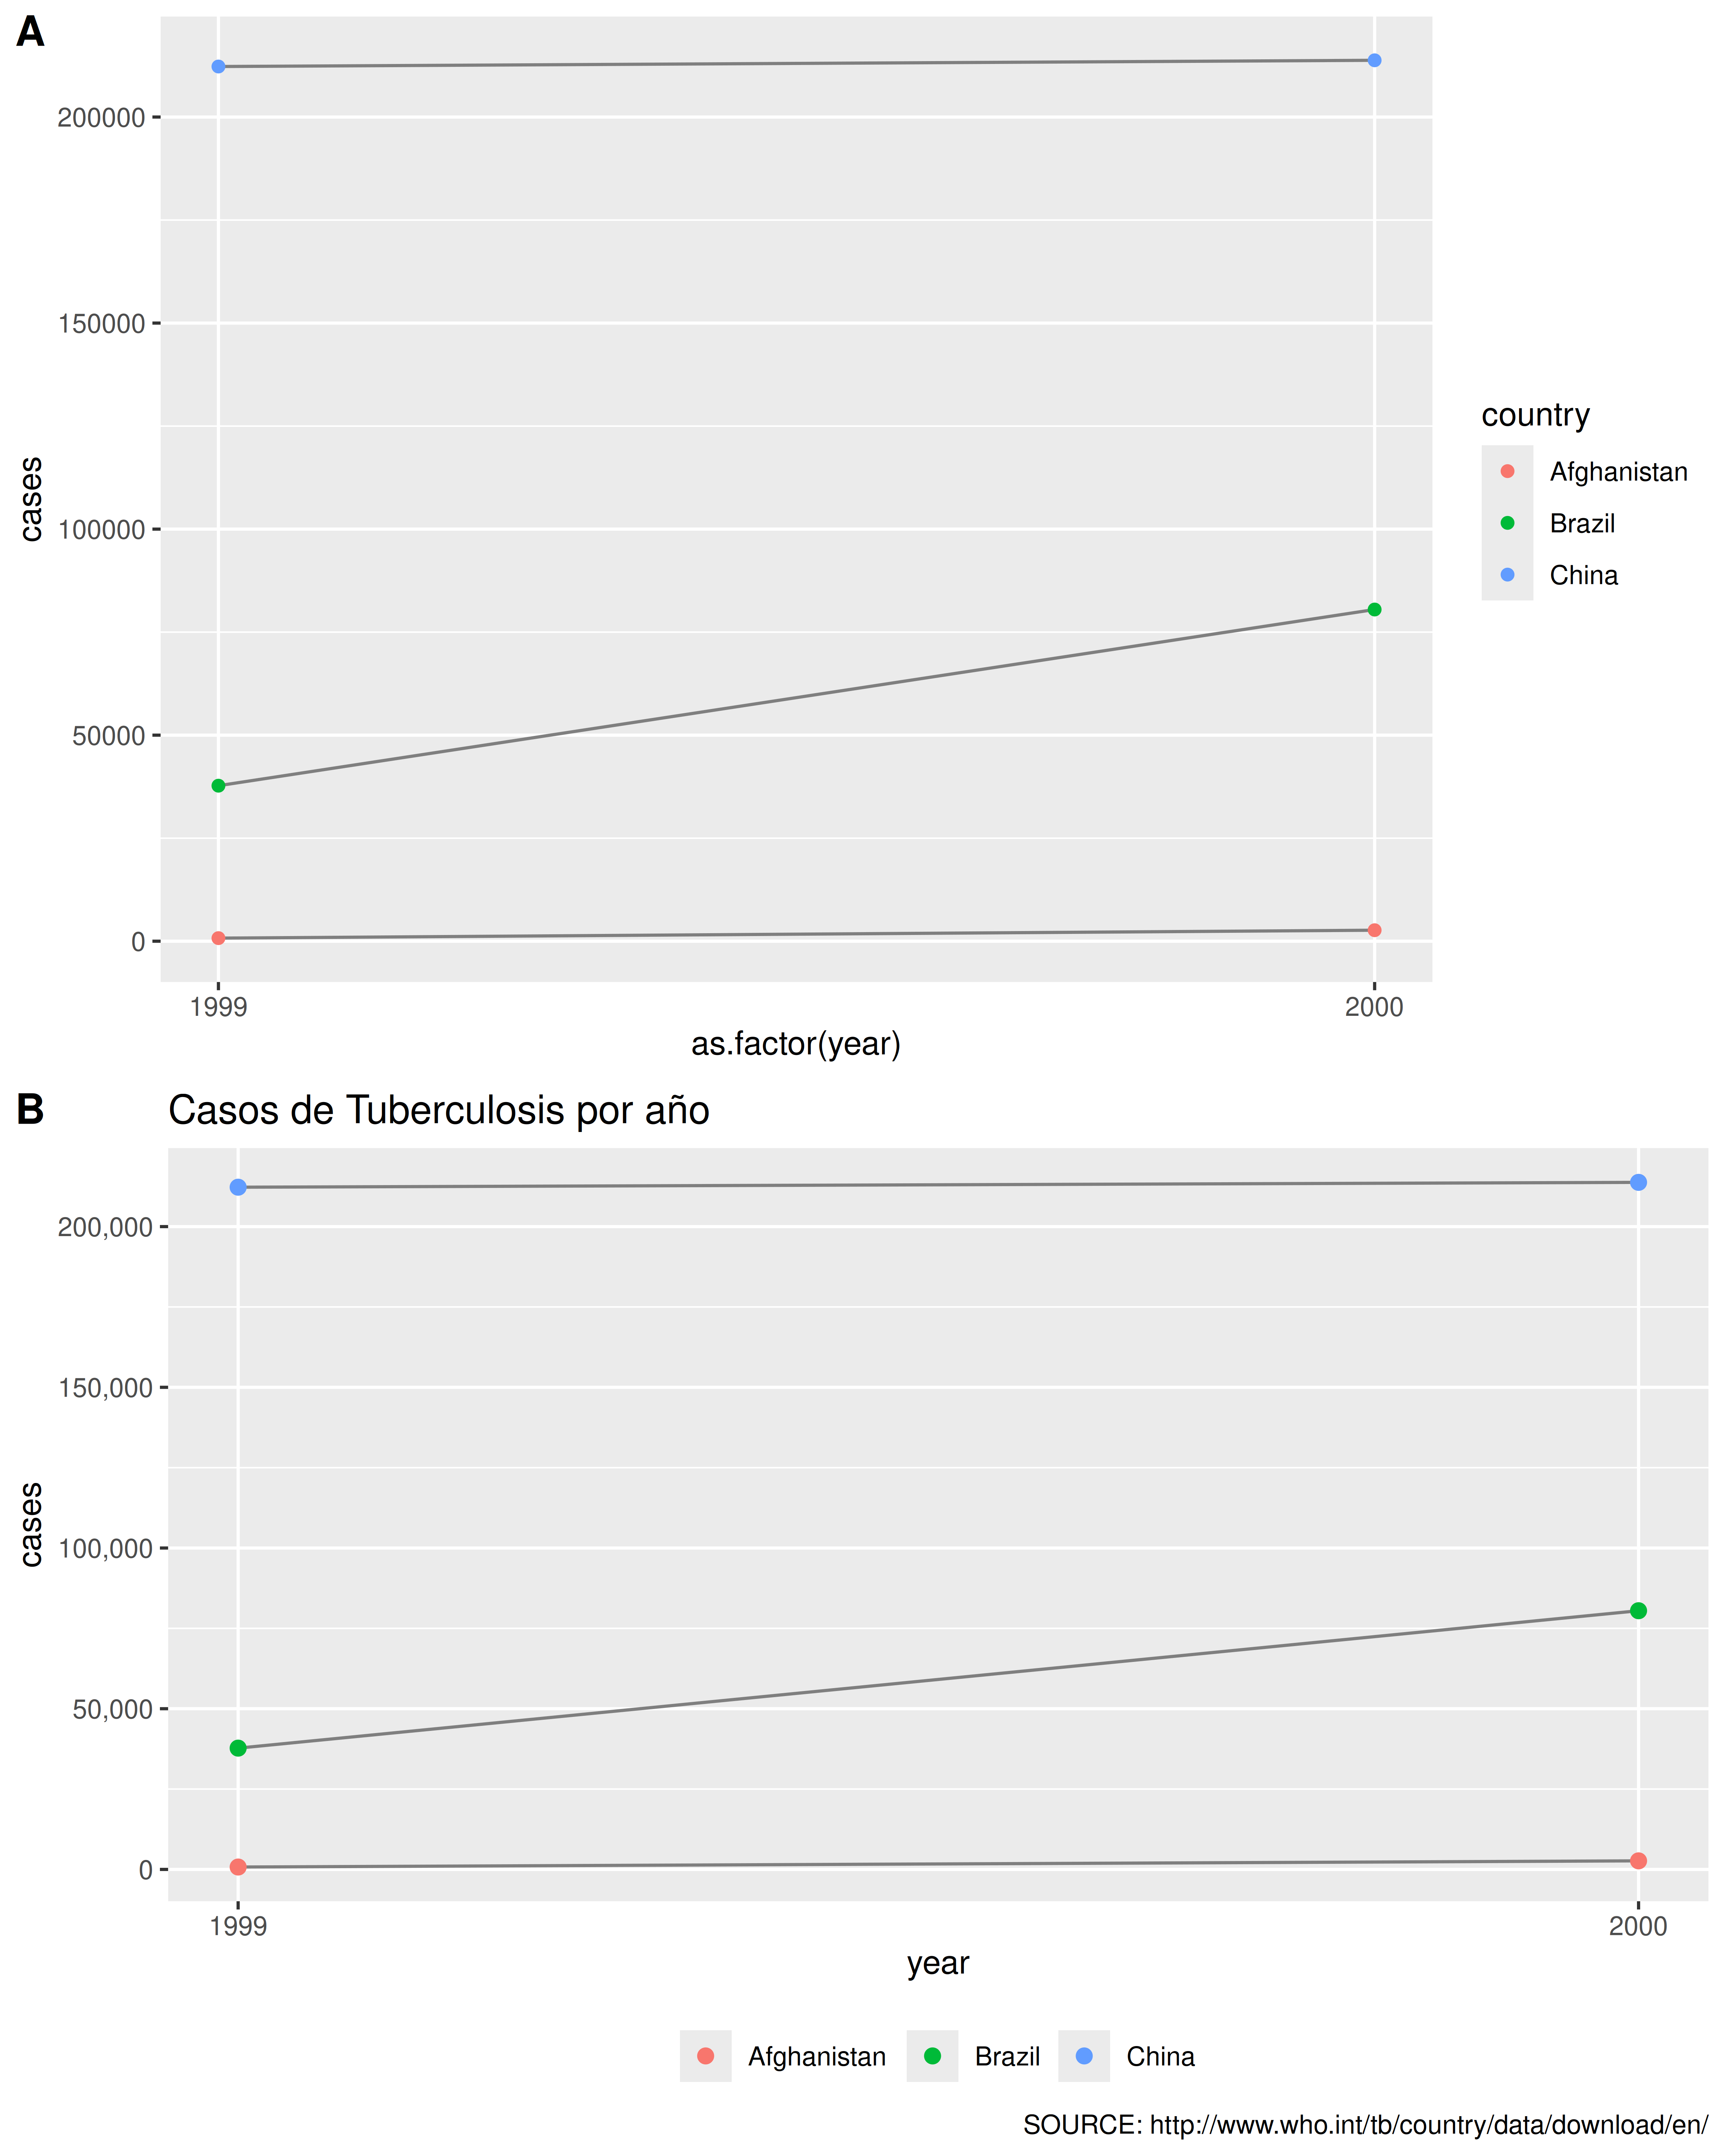 A
200000
150000
100000
50000
0
cases
1999 2000
as.factor(year)
country
Afghanistan
Brazil
China
B
Casos de Tuberculosis por año
200,000
150,000
100,000
50,000
0
cases
1999 2000
year
Afghanistan Brazil China
SOURCE: http://www.who.int/tb/country/data/download/en/